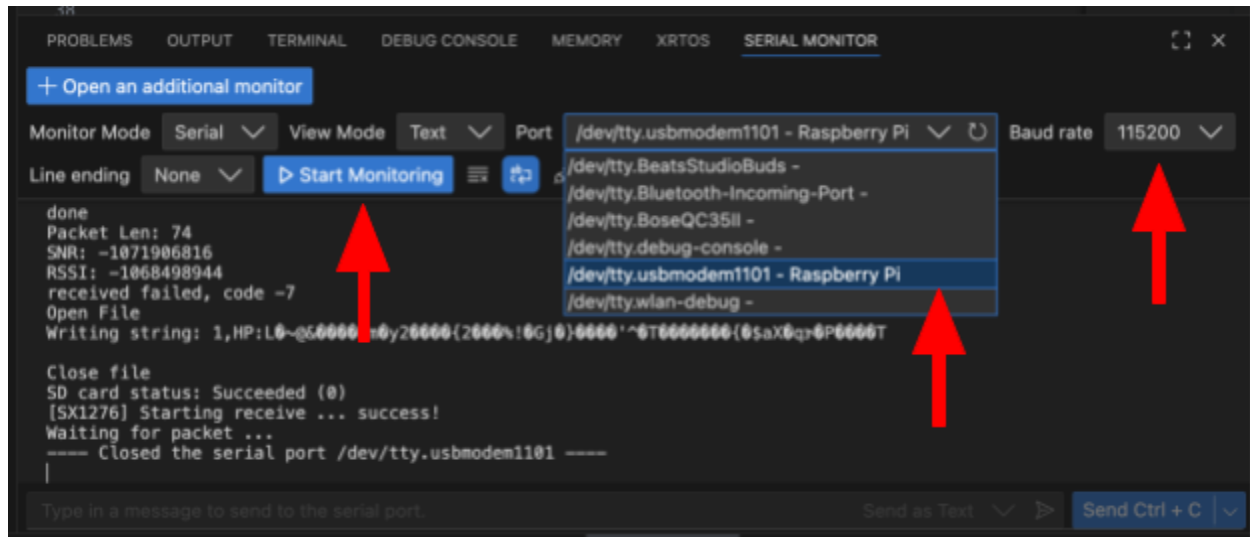 38
PROBLEMS OUTPUT TERMINAL DEBUG CONSOLE MEMORY XRTOS SERIAL MONITOR
+ Open an additional monitor
Monitor Mode Serial View Mode Text Port /dev/tty.usbmodem1101 - Raspberry Pi Baud rate 115200
Line ending None Start Monitoring
/dev/tty.BeatsStudioBuds -
/dev/tty.Bluetooth-Incoming-Port -
/dev/tty.BoseQC35II -
/dev/tty.debug-console -
/dev/tty.usbmodem1101 - Raspberry Pi
/dev/tty.wlan-debug -
done
Packet Len: 74
SNR: -1071906816
RSSI: -1068498944
received failed, code -7
Open File
Writing string: 1,HP:L�~@&�����
Close file
SD card status: Succeeded (0)
[SX1276] Starting receive ... success!
Waiting for packet ...
---- Closed the serial port /dev/tty.usbmodem1101 ----
Type in a message to send to the serial port. Send as Text Send Ctrl + C